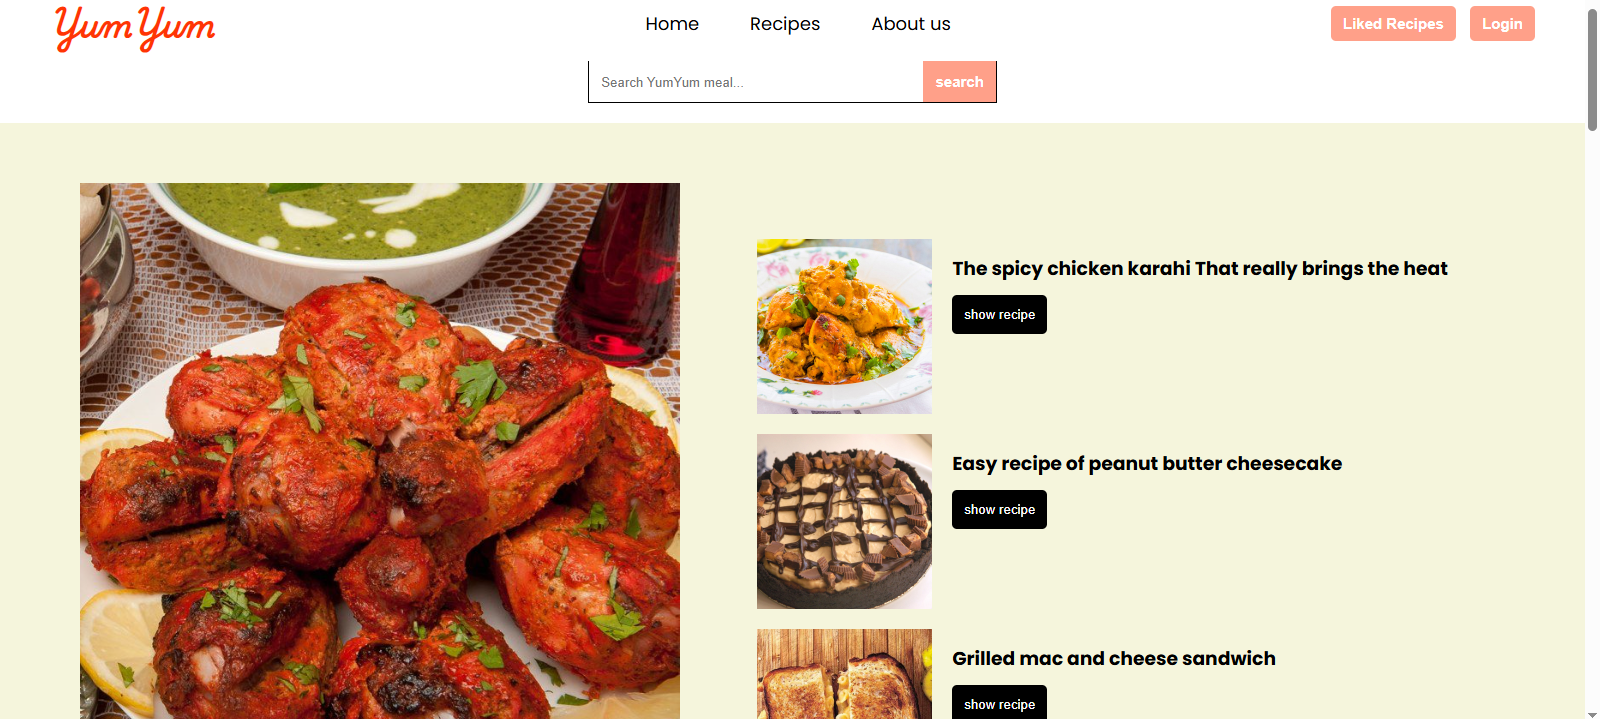 Yum Yum
Home
Recipes
About us
Liked Recipes
Login
Search YumYum meal...
search
The spicy chicken karahi That really brings the heat
show recipe
Easy recipe of peanut butter cheesecake
show recipe
Grilled mac and cheese sandwich
show recipe